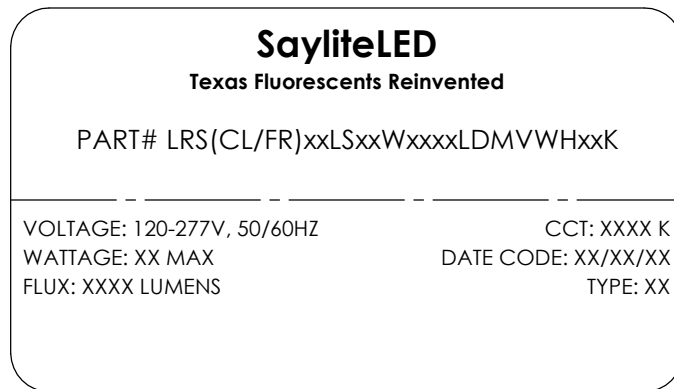 SayliteLED
Texas Fluorescents Reinvented
PART# LRS(CL/FR)xxLSxxWxxxxLDMVWHxxK
VOLTAGE: 120-277V, 50/60HZ
CCT: XXXX K
WATTAGE: XX MAX
DATE CODE: XX/XX/XX
FLUX: XXXX LUMENS
TYPE: XX